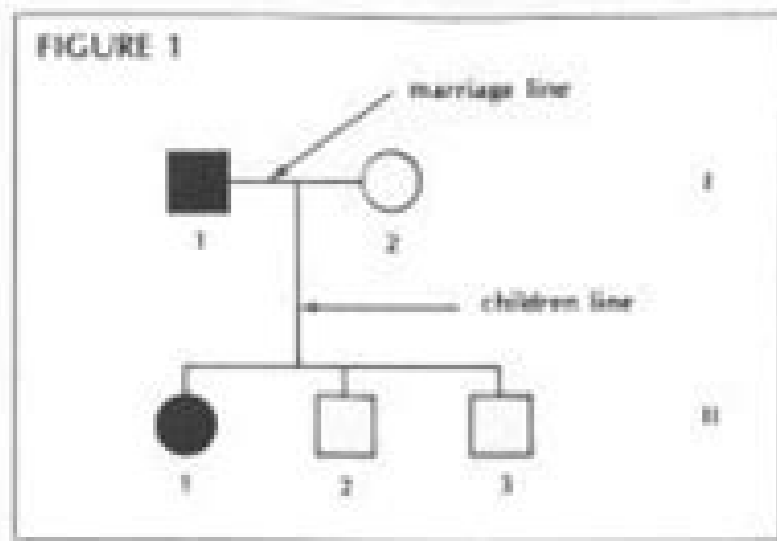 FIGURE 1
marriage line
I
1 2
children line
II
1 2 3